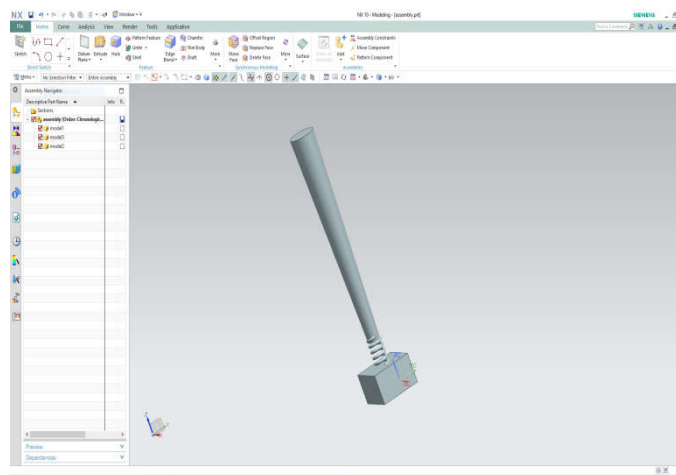 NX
Window
NX 10 - Modeling - [assembly.prt]
SIEMENS
File Home Curve Analysis View Render Tools Application
Sketch
Datum Plane
Extrude
Hole
Pattern Feature
Unite
Shell
Edge Blend
Chamfer
Trim Body
Draft
More
Move Face
Offset Region
Replace Face
Delete Face
More
Surface
Add
Assembly Constraints
Move Component
Pattern Component
Direct Sketch
Feature
Synchronous Modeling
Assemblies
Menu
No Selection Filter
Entire Assembly
Assembly Navigator
Descriptive Part Name
Info
R..
Sections
assembly (Order: Chronologic...
Preview
Dependencies